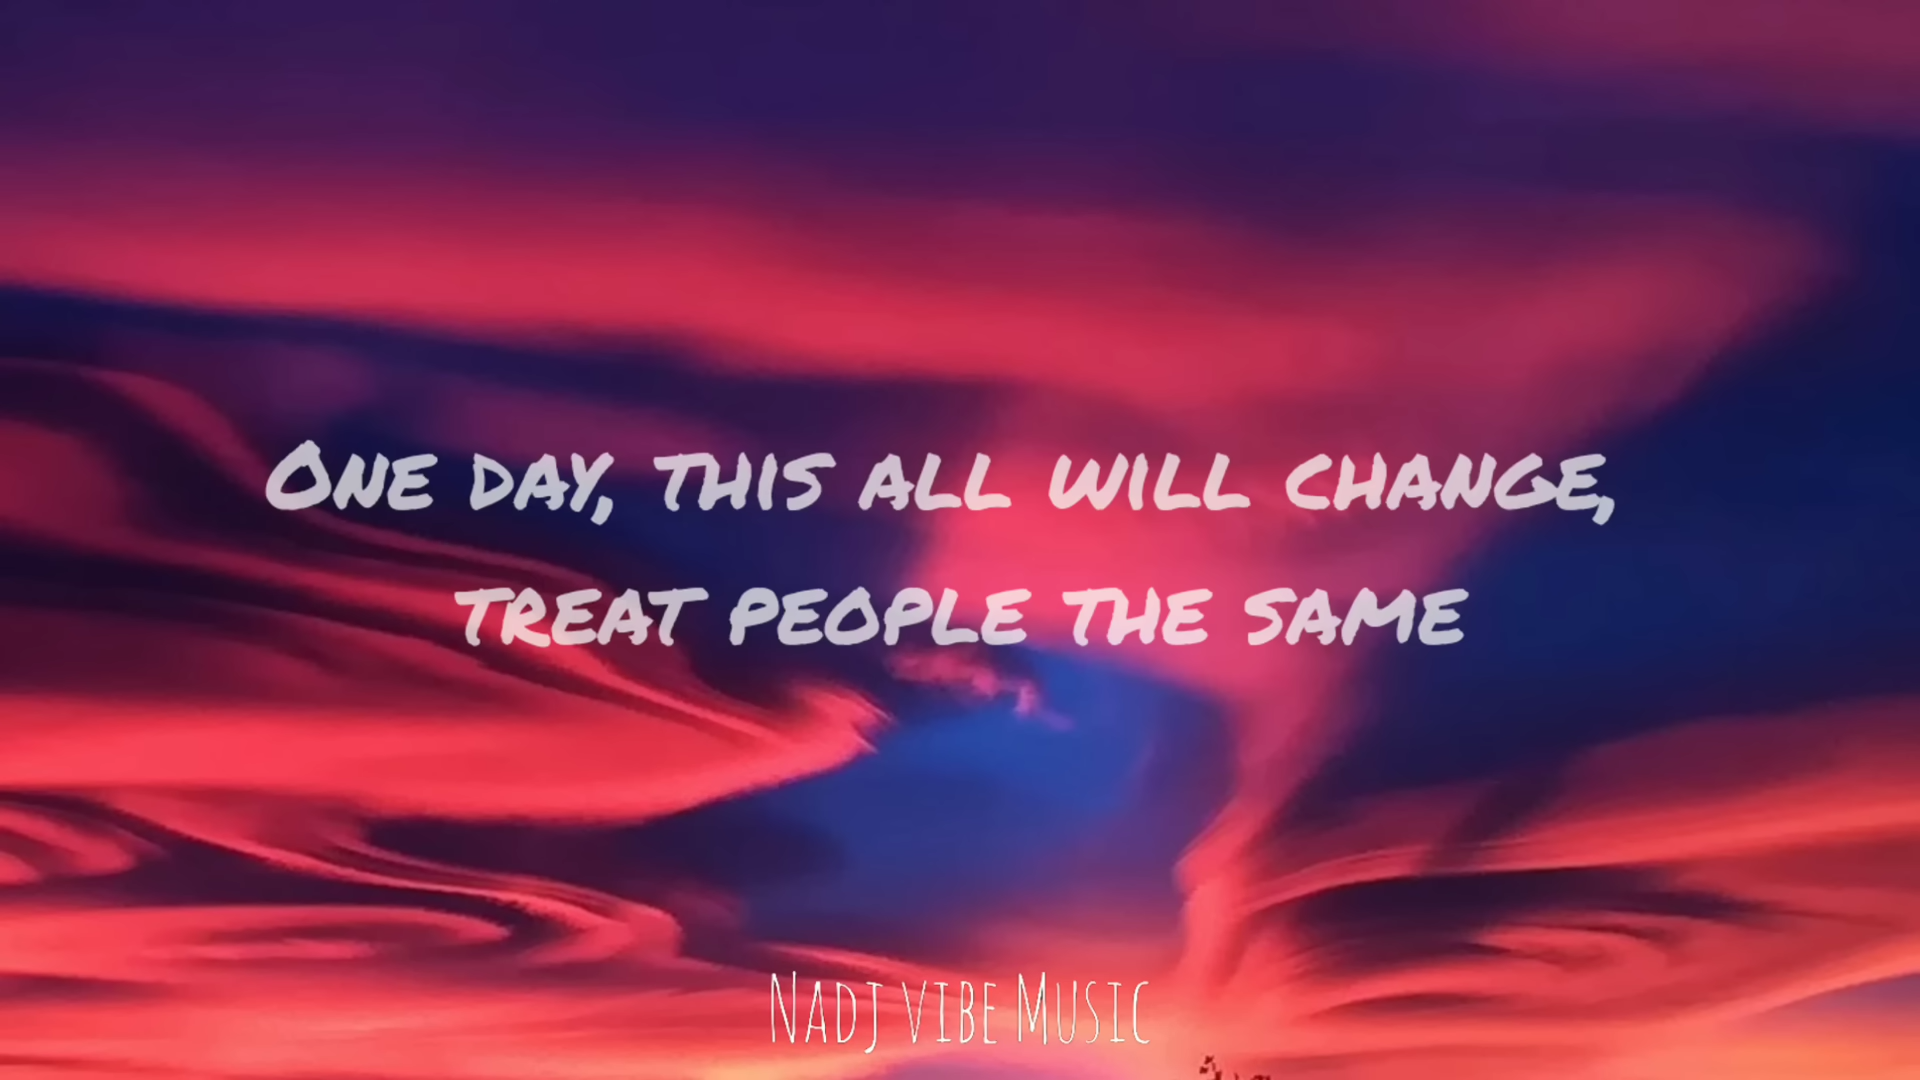 One day, this all will change,
treat people the same
Nadj vibe Music